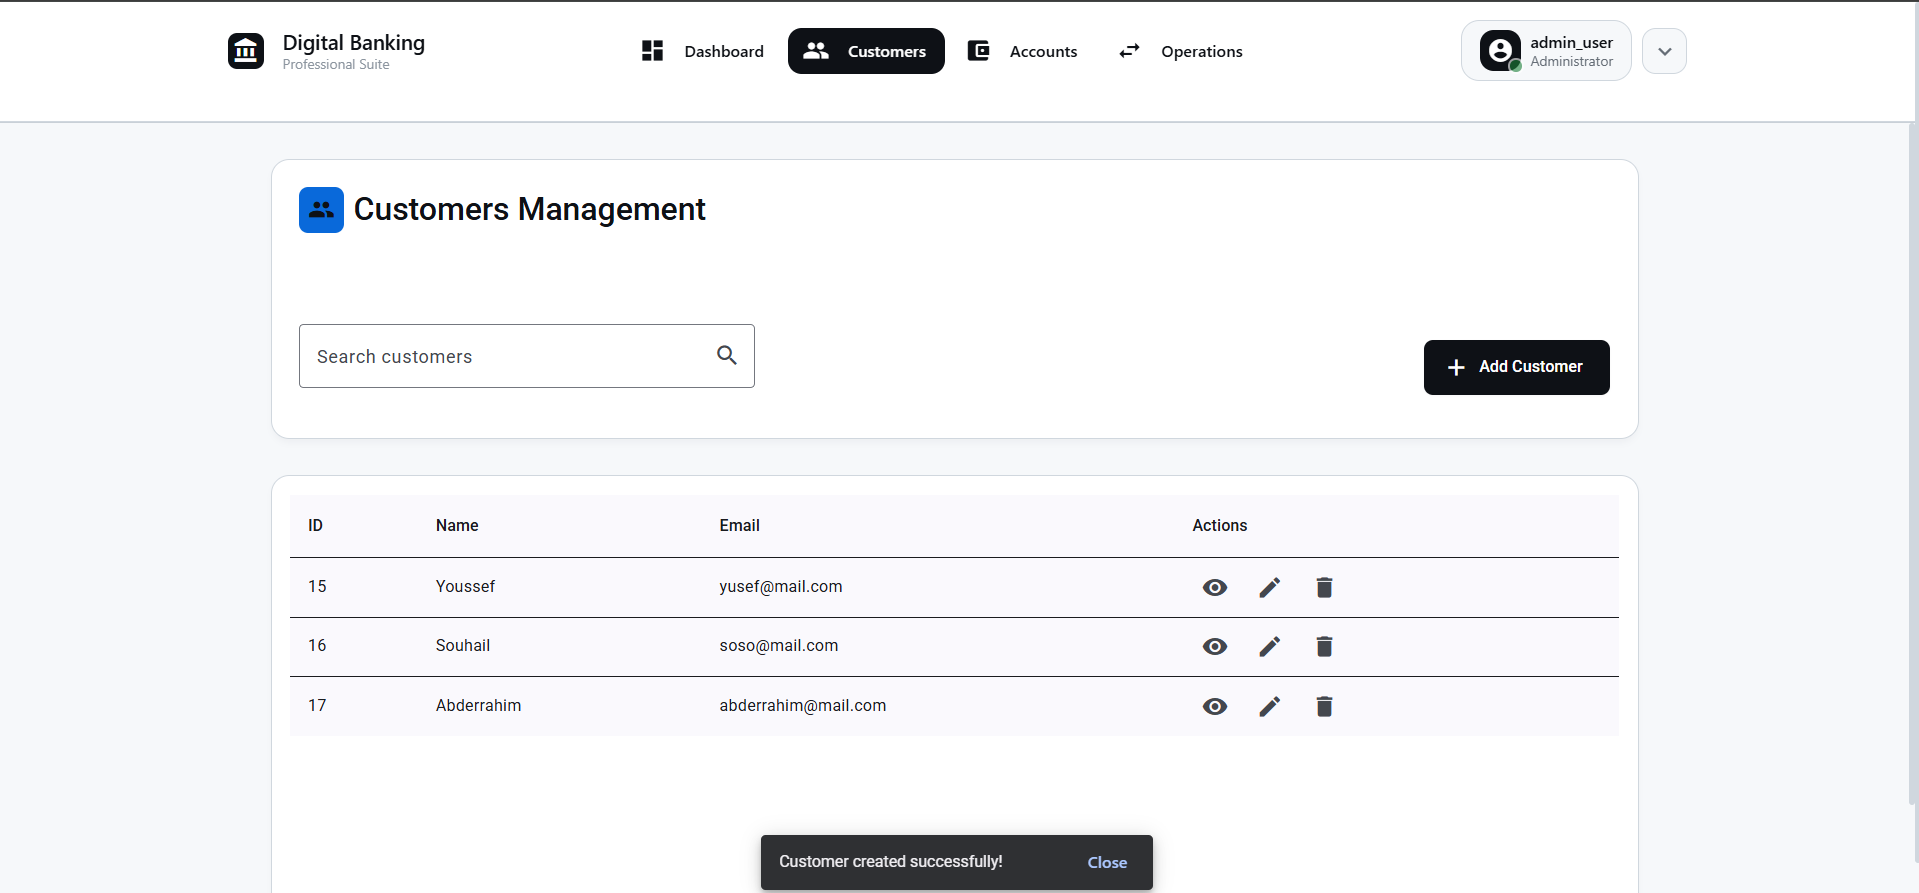 Digital Banking
Professional Suite
Dashboard
Customers
Accounts
Operations
admin_user
Administrator
Customers Management
Search customers
Add Customer
ID Name Email Actions
15 Youssef yusef@mail.com
16 Souhail soso@mail.com
17 Abderrahim abderrahim@mail.com
Customer created successfully! Close